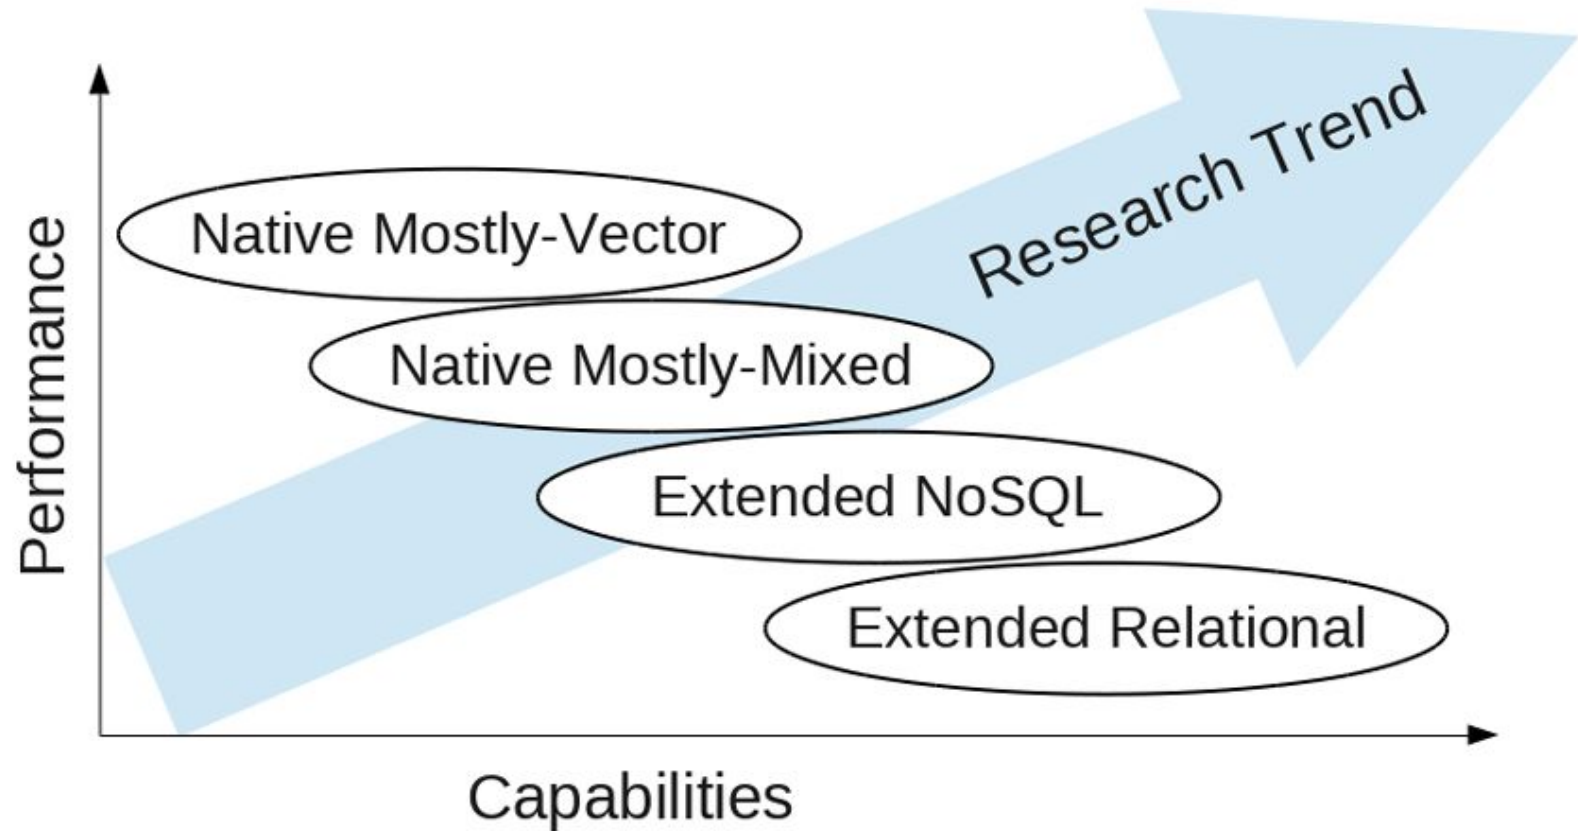 Performance
Research Trend
Native Mostly-Vector
Native Mostly-Mixed
Extended NoSQL
Extended Relational
Capabilities